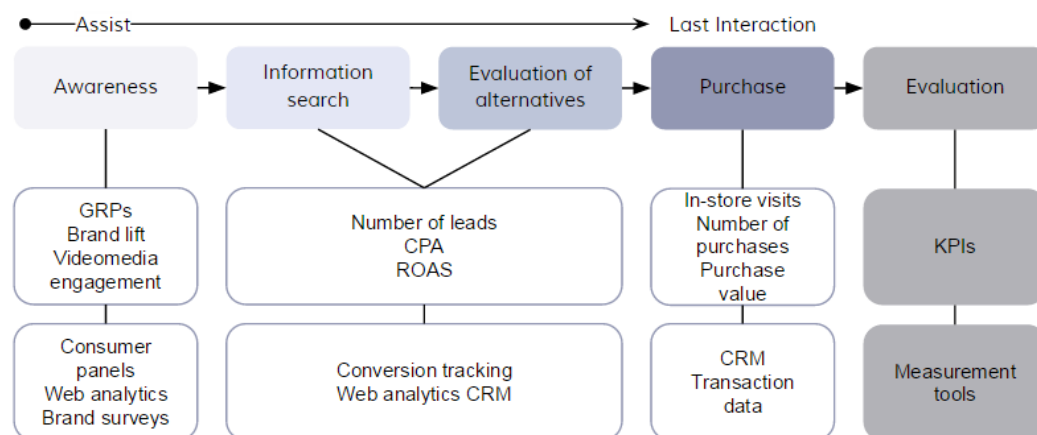 Assist
Last Interaction
Awareness
Information
search
Evaluation of
alternatives
Purchase
Evaluation
GRPs
Brand lift
Videomedia
engagement
Number of leads
CPA
ROAS
In-store visits
Number of
purchases
Purchase
value
KPIs
Consumer
panels
Web analytics
Brand surveys
Conversion tracking
Web analytics CRM
CRM
Transaction
data
Measurement
tools